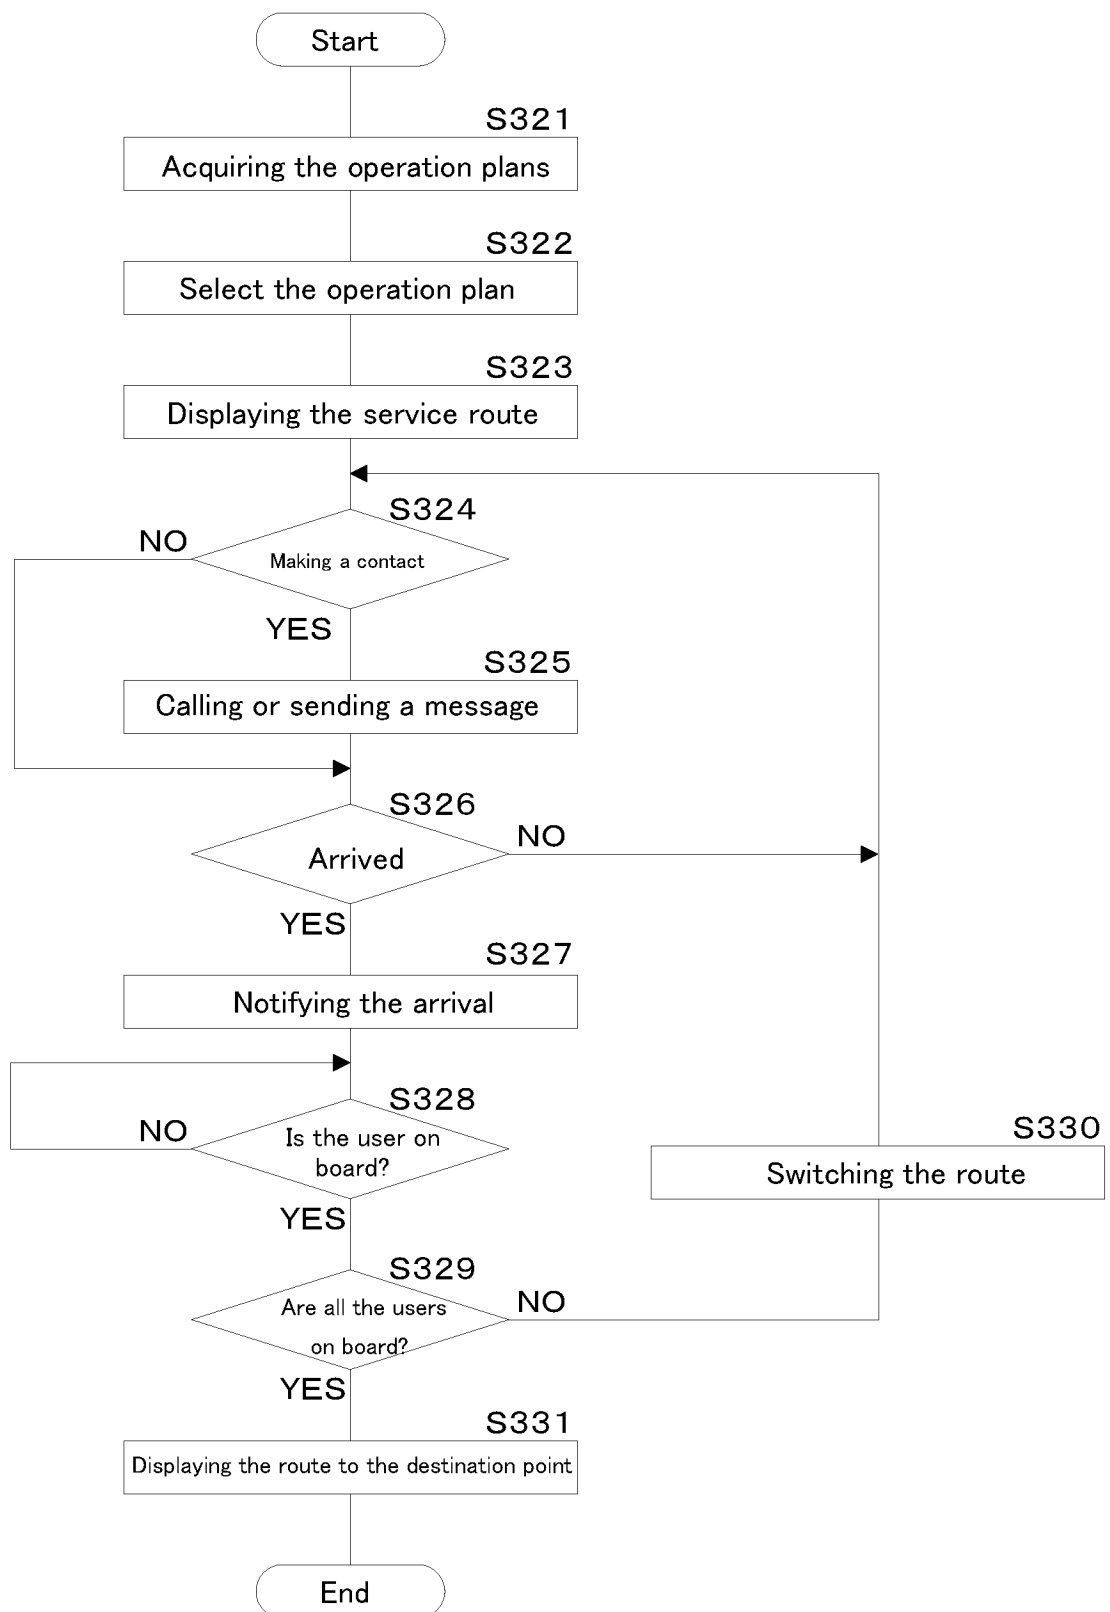 Start
S321
Acquiring the operation plans
S322
Select the operation plan
S323
Displaying the service route
S324
NO
Making a contact
YES
S325
Calling or sending a message
S326
NO
Arrived
YES
S327
Notifying the arrival
S328
NO
Is the user on
board?
S330
Switching the route
YES
S329
Are all the users
NO
on board?
YES
S331
Displaying the route to the destination point
End